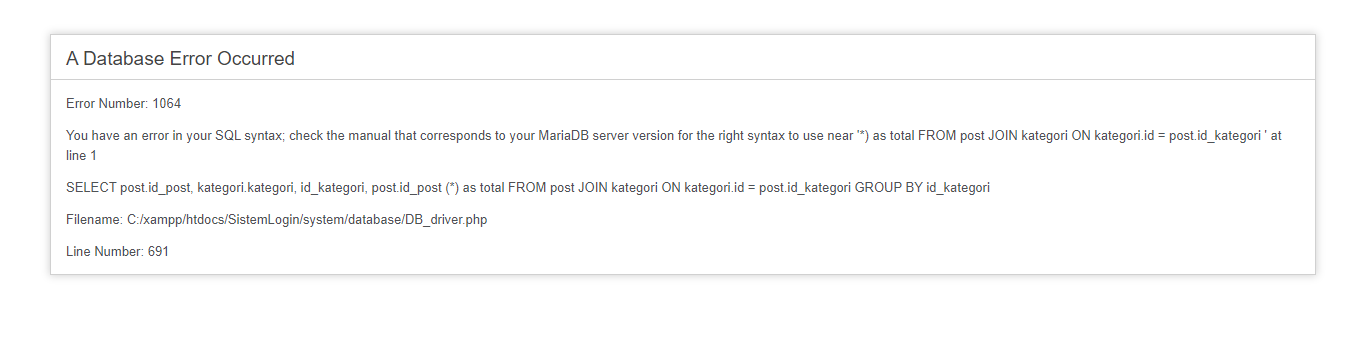 A Database Error Occurred
Error Number: 1064
You have an error in your SQL syntax; check the manual that corresponds to your MariaDB server version for the right syntax to use near '*) as total FROM post JOIN kategori ON kategori.id = post.id_kategori ' at
line 1
SELECT post.id_post, kategori.kategori, id_kategori, post.id_post (*) as total FROM post JOIN kategori ON kategori.id = post.id_kategori GROUP BY id_kategori
Filename: C:/xampp/htdocs/SistemLogin/system/database/DB_driver.php
Line Number: 691